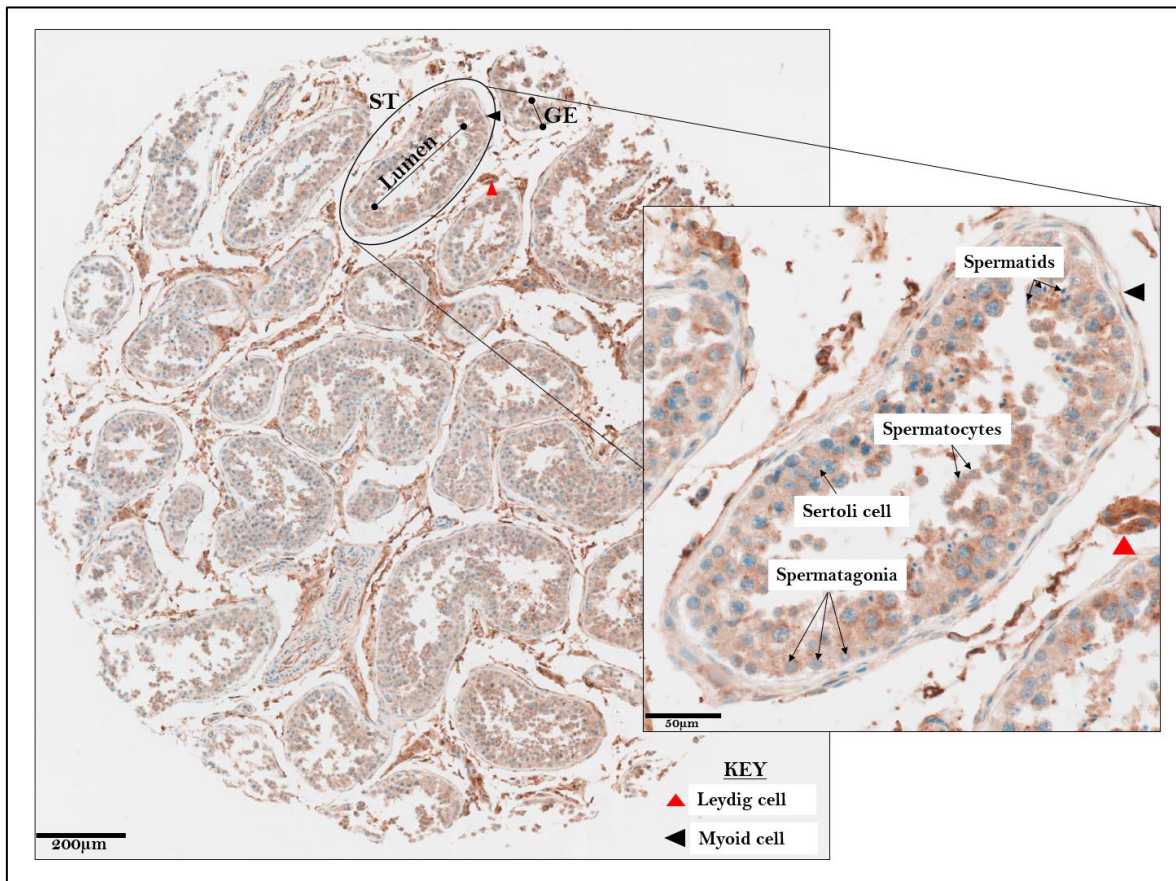 ST
GE
Lumen
Spermatids
Spermatocytes
Sertoli cell
Spermatagonia
50µm
KEY
Leydig cell
Myoid cell
200µm